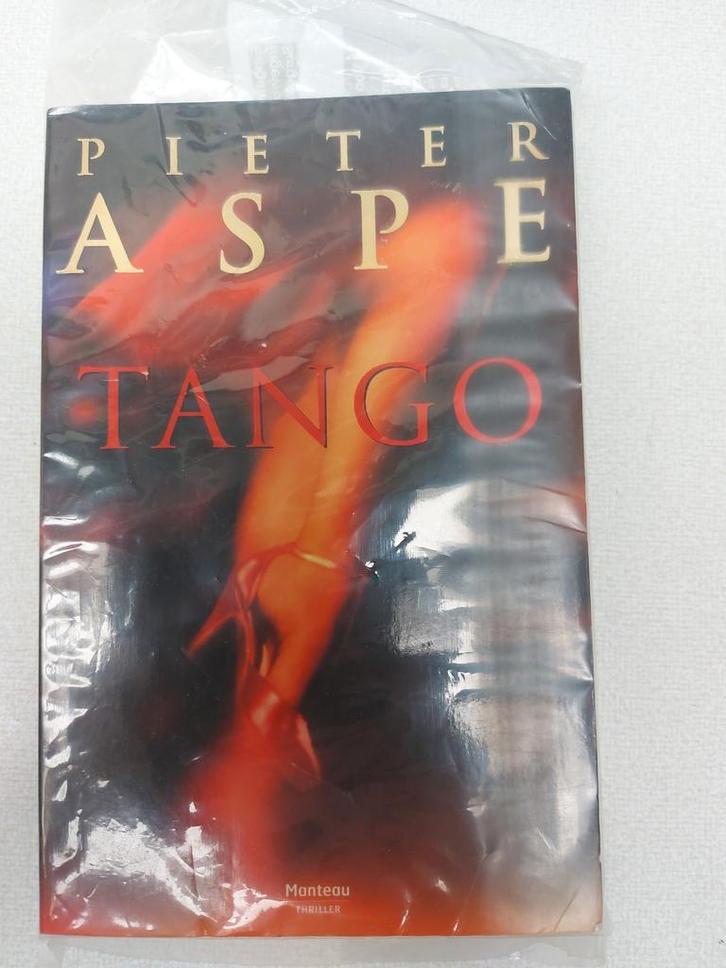 PIETER
ASPE
TANGO
Manteau
THRILLER